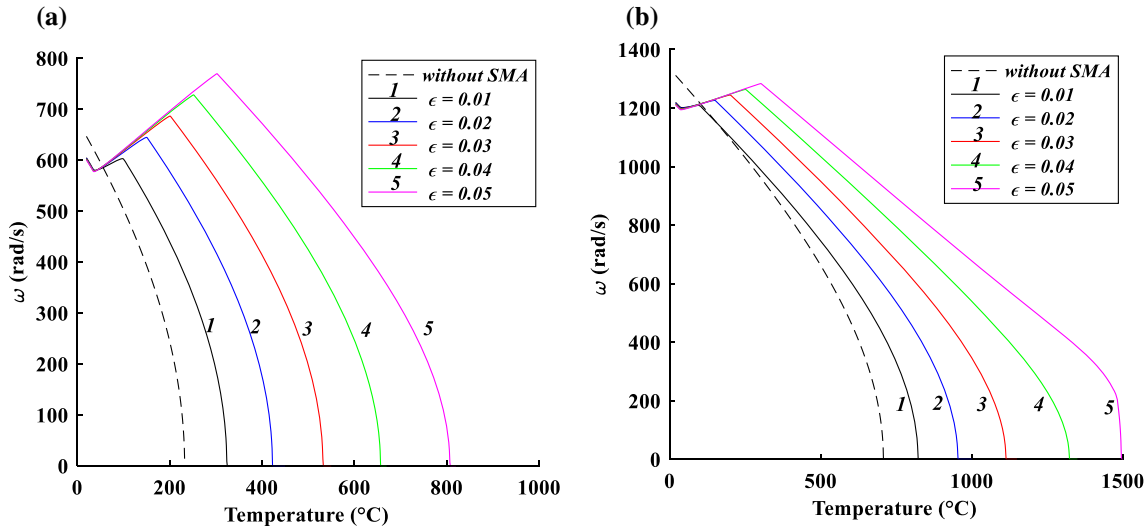 (a)
800
700
600
500
400
300
200
100
0
0 200 400 600 800 1000
ω (rad/s)
Temperature (°C)
without SMA
1 ϵ = 0.01
2 ϵ = 0.02
3 ϵ = 0.03
4 ϵ = 0.04
5 ϵ = 0.05
1 2 3 4 5
(b)
1400
1200
1000
800
600
400
200
0
500 1000 1500
ω (rad/s)
Temperature (°C)
without SMA
1 ϵ = 0.01
2 ϵ = 0.02
3 ϵ = 0.03
4 ϵ = 0.04
5 ϵ = 0.05
1 2 3 4 5